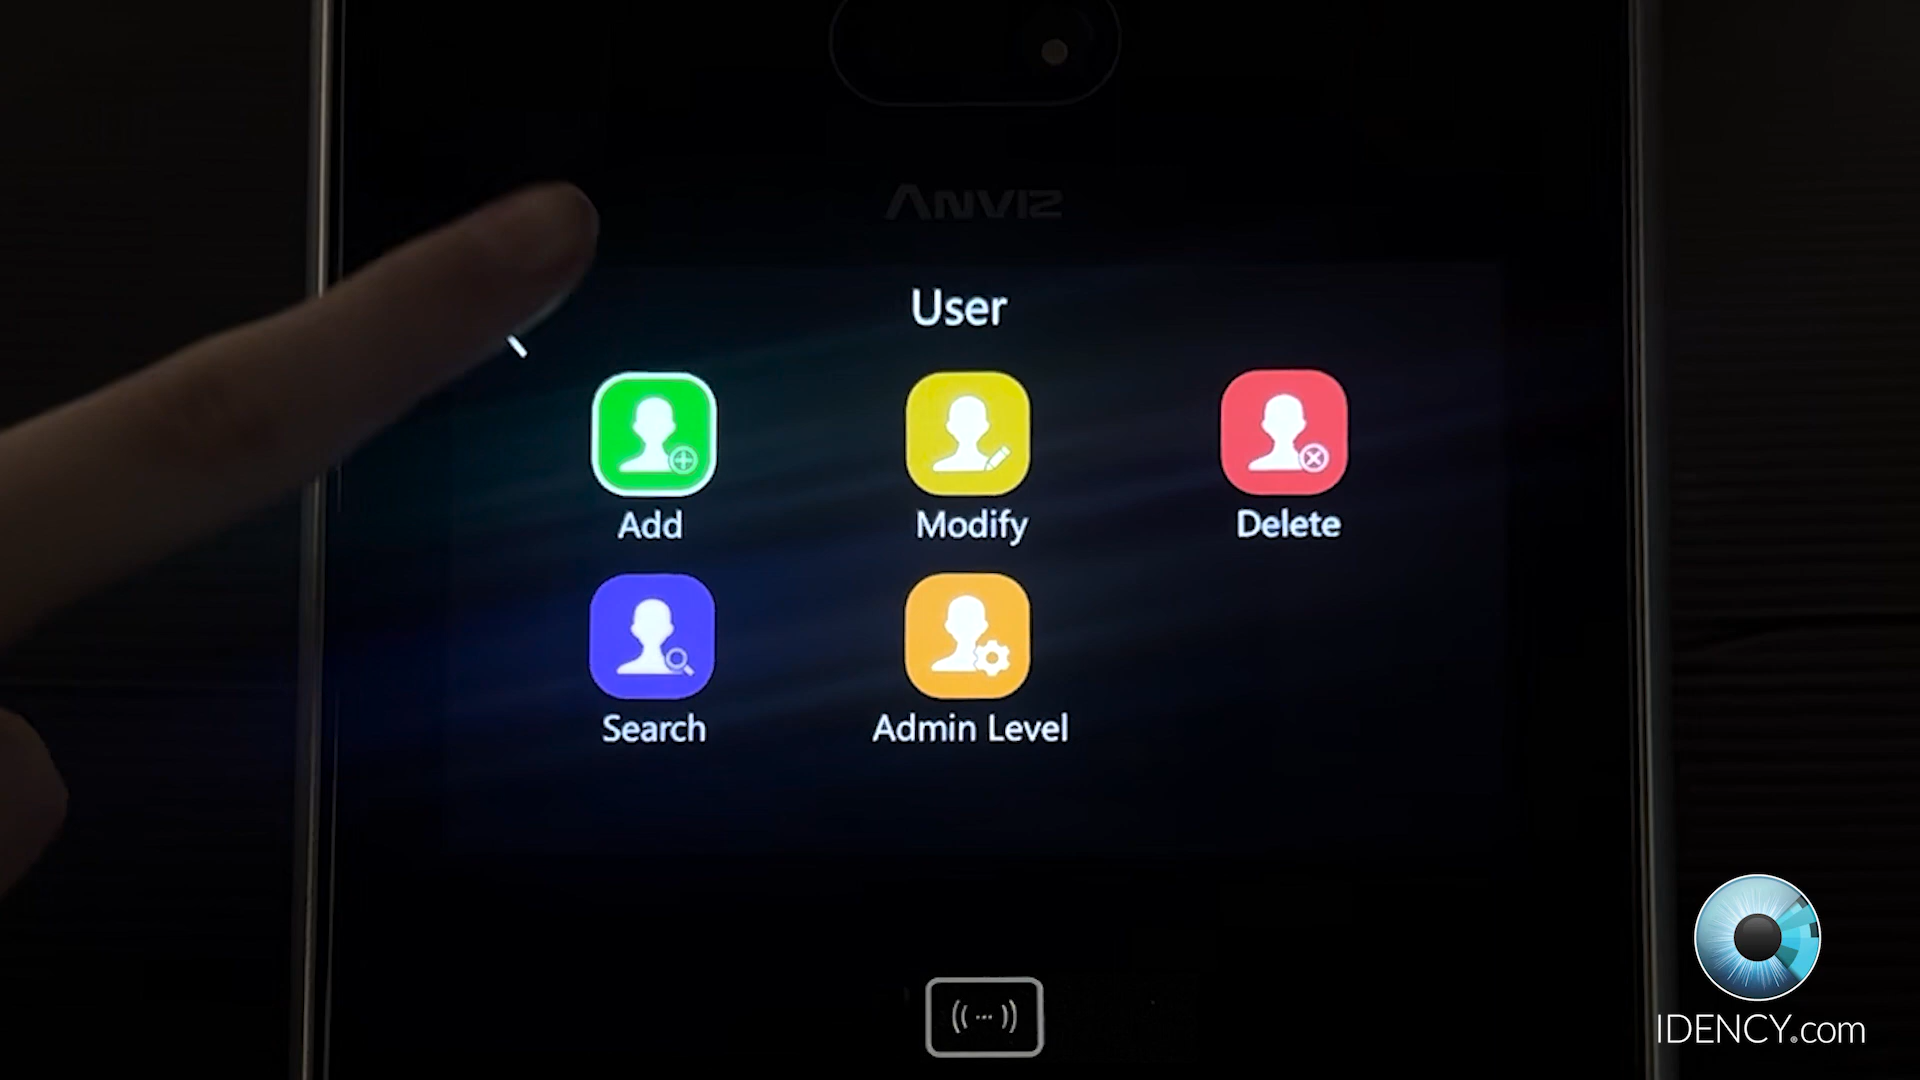 ANVIZ
User
Add
Modify
Delete
Search
Admin Level
IDENCY.com